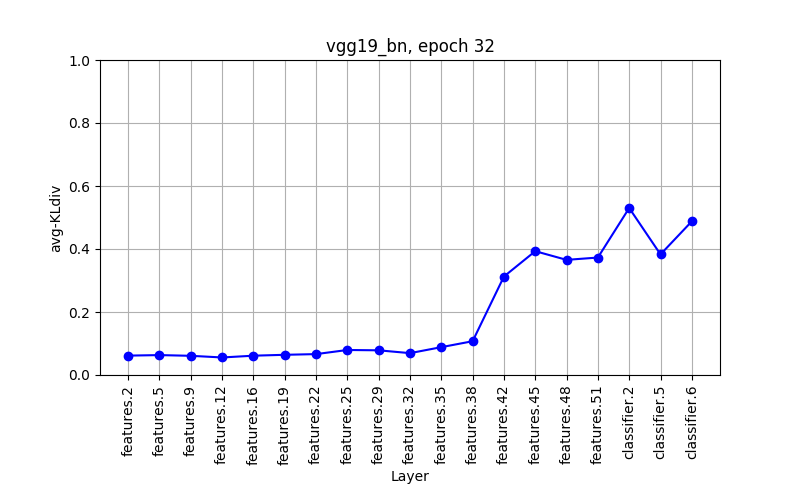 vgg19_bn, epoch 32
1.0
0.8
0.6
0.4
0.2
0.0
avg-KLdiv
features.2
features.5
features.9
features.12
features.16
features.19
features.22
features.25
features.29
features.32
features.35
features.38
features.42
features.45
features.48
features.51
classifier.2
classifier.5
classifier.6
Layer